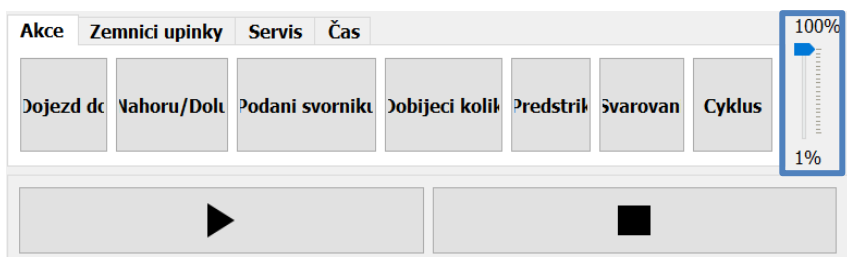 Akce Zemnici upinky Servis Čas
100%
Dojezd do Nahoru/Dolu Podani svorniku Dobijeci kolik Predstrik Svarovan Cyklus
1%